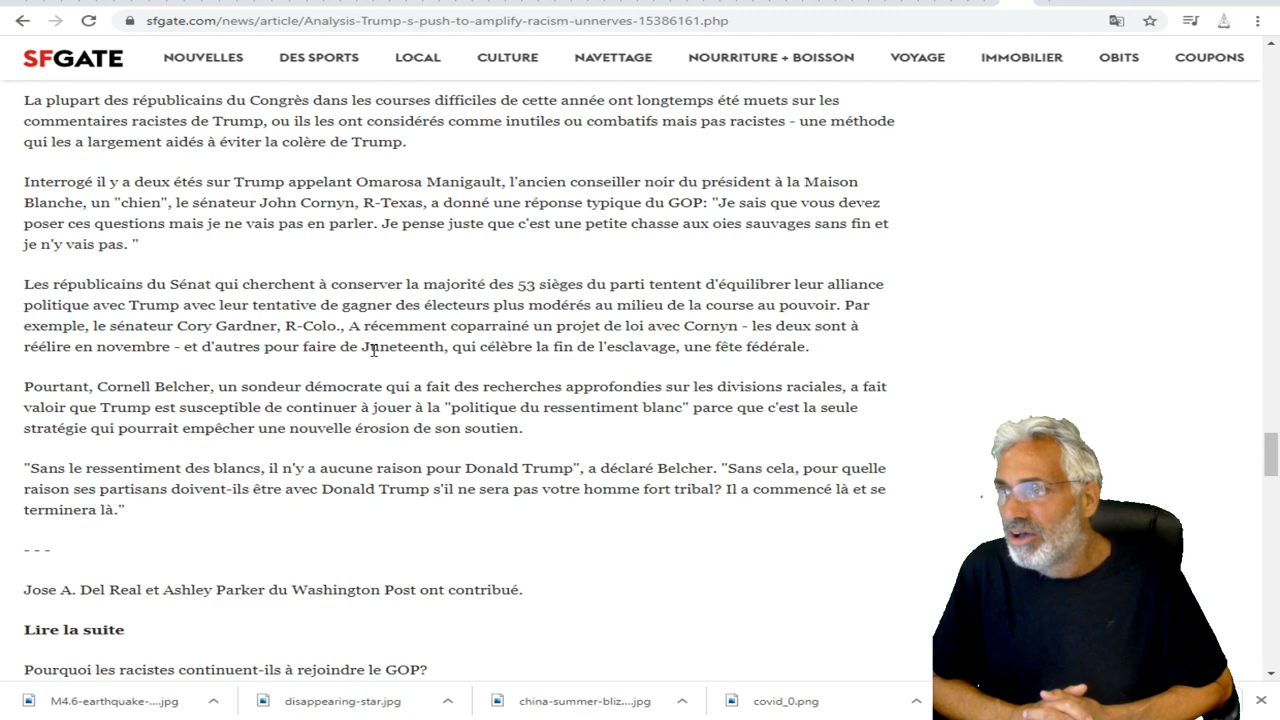 sfgate.com/news/article/Analysis-Trump-s-push-to-amplify-racism-unnerves-15386161.php
SFGATE NOUVELLES DES SPORTS LOCAL CULTURE NAVETTAGE NOURRITURE + BOISSON VOYAGE IMMOBILIER OBITS COUPONS
La plupart des républicains du Congrès dans les courses difficiles de cette année ont longtemps été muets sur les
commentaires racistes de Trump, ou ils les ont considérés comme inutiles ou combatifs mais pas racistes - une méthode
qui les a largement aidés à éviter la colère de Trump.
Interrogé il y a deux étés sur Trump appelant Omarosa Manigault, l'ancien conseiller noir du président à la Maison
Blanche, un "chien", le sénateur John Cornyn, R-Texas, a donné une réponse typique du GOP: "Je sais que vous devez
poser ces questions mais je ne vais pas en parler. Je pense juste que c'est une petite chasse aux oies sauvages sans fin et
je n'y vais pas. "
Les républicains du Sénat qui cherchent à conserver la majorité des 53 sièges du parti tentent d'équilibrer leur alliance
politique avec Trump avec leur tentative de gagner des électeurs plus modérés au milieu de la course au pouvoir. Par
exemple, le sénateur Cory Gardner, R-Colo., A récemment coparrainé un projet de loi avec Cornyn - les deux sont à
réélire en novembre - et d'autres pour faire de Juneteenth, qui célèbre la fin de l'esclavage, une fête fédérale.
Pourtant, Cornell Belcher, un sondeur démocrate qui a fait des recherches approfondies sur les divisions raciales, a fait
valoir que Trump est susceptible de continuer à jouer à la "politique du ressentiment blanc" parce que c'est la seule
stratégie qui pourrait empêcher une nouvelle érosion de son soutien.
"Sans le ressentiment des blancs, il n'y a aucune raison pour Donald Trump", a déclaré Belcher. "Sans cela, pour quelle
raison ses partisans doivent-ils être avec Donald Trump s'il ne sera pas votre homme fort tribal? Il a commencé là et se
terminera là."
- - -
Jose A. Del Real et Ashley Parker du Washington Post ont contribué.
Lire la suite
Pourquoi les racistes continuent-ils à rejoindre le GOP?
M4.6-earthquake-....jpg disappearing-star.jpg china-summer-bliz....jpg covid_0.png